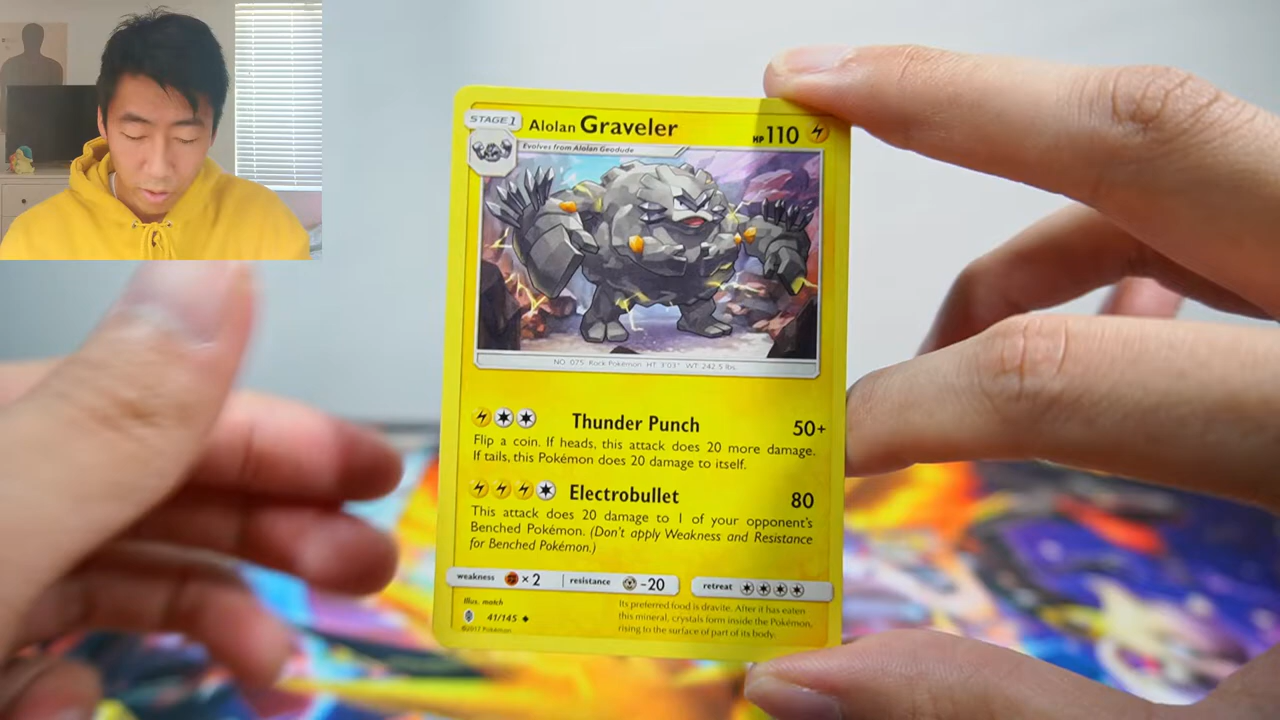 STAGE 1
Alolan Graveler
HP 110
Evolves from Alolan Geodude
NO. 075 Rock Pokémon HT: 3'03" WT: 242.5 lbs.
Thunder Punch 50+
Flip a coin. If heads, this attack does 20 more damage.
If tails, this Pokémon does 20 damage to itself.
Electrobullet 80
This attack does 20 damage to 1 of your opponent's
Benched Pokémon. (Don't apply Weakness and Resistance
for Benched Pokémon.)
weakness × 2 resistance -20 retreat
Illus. match
41/145
©2017 Pokémon
Its preferred food is dravite. After it has eaten
this mineral, crystals form inside the Pokémon,
rising to the surface of part of its body.